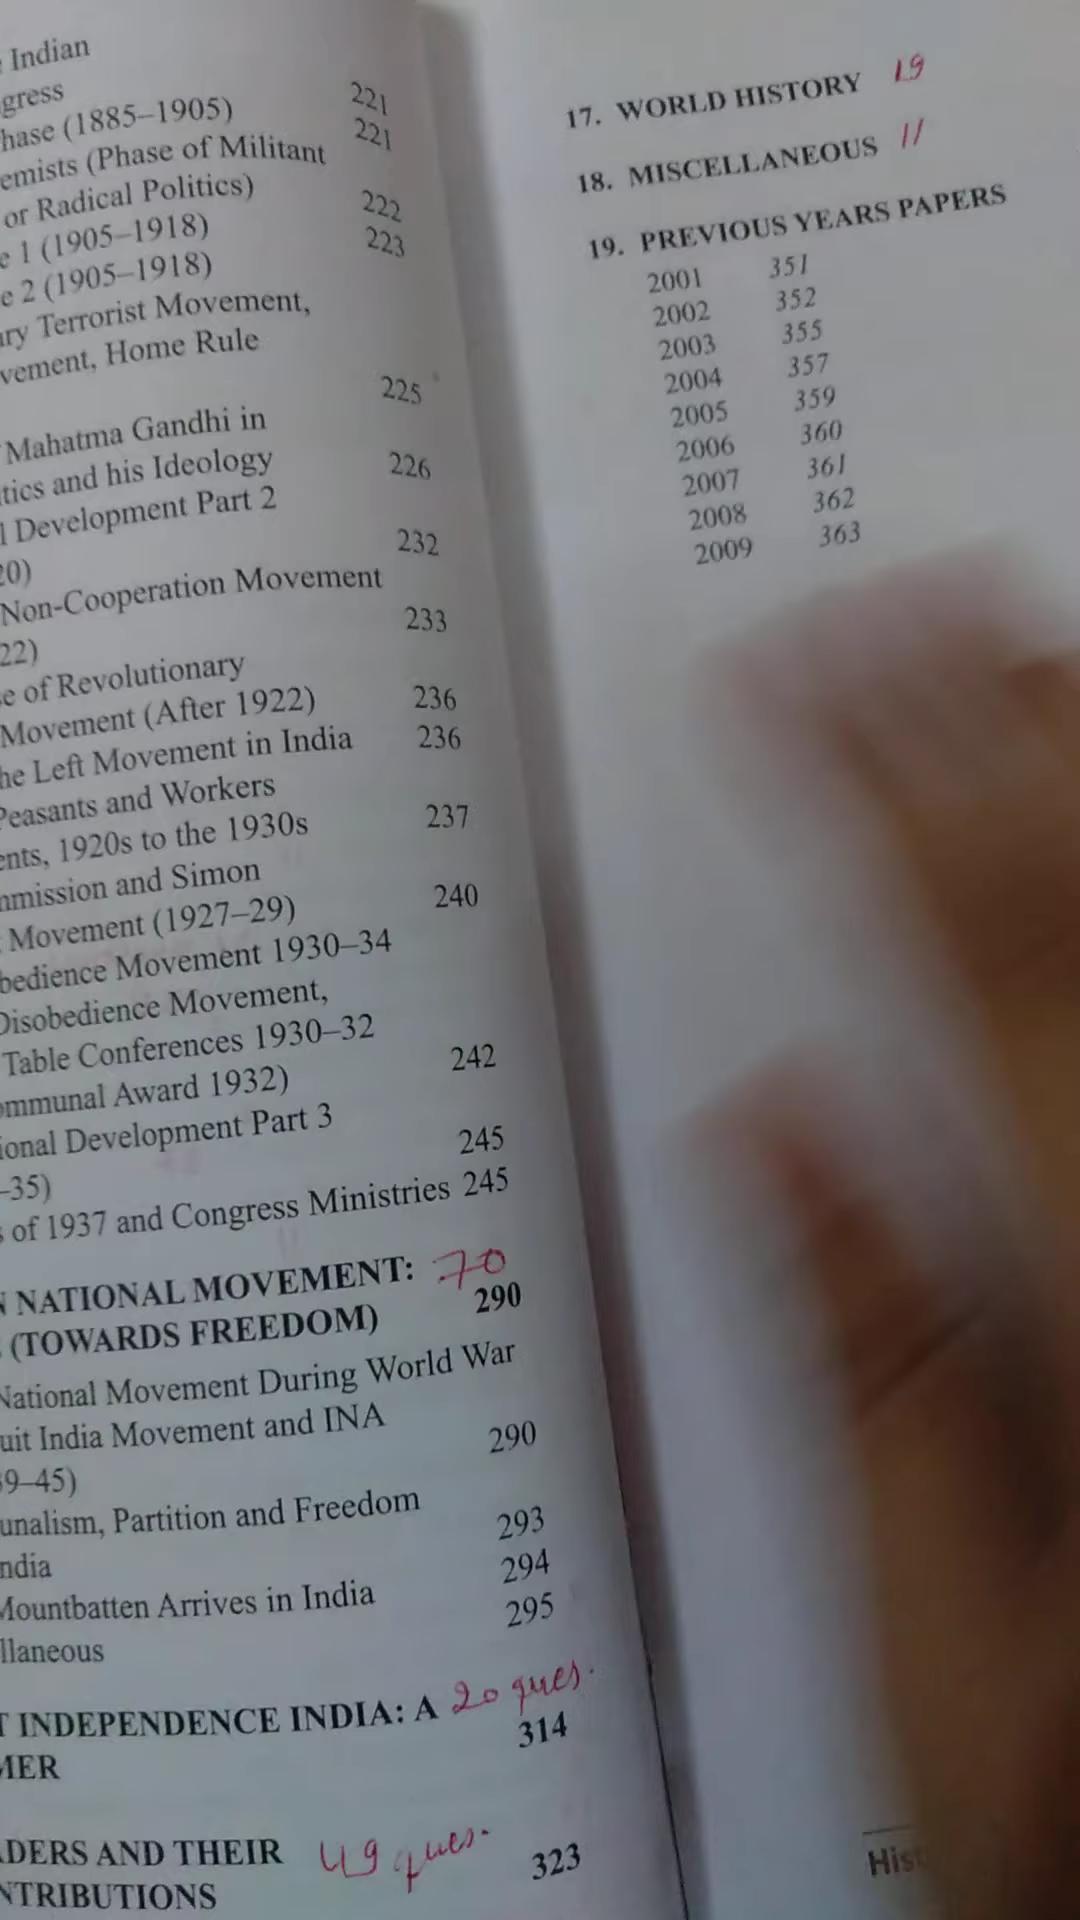 Indian
gress 221
hase (1885–1905) 221
emists (Phase of Militant
or Radical Politics) 222
e 1 (1905–1918) 223
e 2 (1905–1918)
ary Terrorist Movement,
vement, Home Rule
225
Mahatma Gandhi in
tics and his Ideology 226
l Development Part 2
20) 232
Non-Cooperation Movement
22) 233
e of Revolutionary
Movement (After 1922) 236
he Left Movement in India 236
Peasants and Workers
ents, 1920s to the 1930s 237
mmission and Simon
Movement (1927–29) 240
bedience Movement 1930–34
Disobedience Movement,
Table Conferences 1930–32
ommunal Award 1932) 242
ional Development Part 3
–35) 245
s of 1937 and Congress Ministries 245
N NATIONAL MOVEMENT: 70
(TOWARDS FREEDOM) 290
National Movement During World War
uit India Movement and INA
39–45) 290
unalism, Partition and Freedom
ndia 293
Mountbatten Arrives in India 294
llaneous 295
T INDEPENDENCE INDIA: A 20 ques.
MER 314
ADERS AND THEIR 49 ques.
NTRIBUTIONS 323
17. WORLD HISTORY 19
18. MISCELLANEOUS 11
19. PREVIOUS YEARS PAPERS
2001 351
2002 352
2003 355
2004 357
2005 359
2006 360
2007 361
2008 362
2009 363